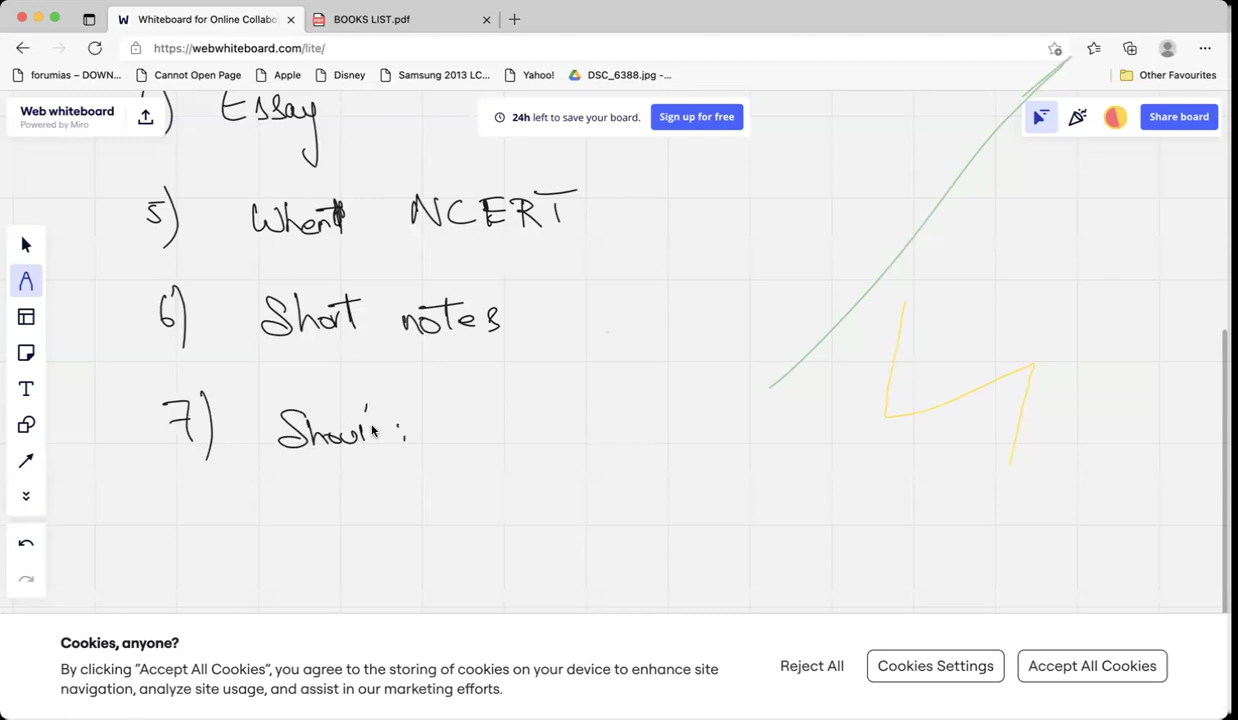 Whiteboard for Online Collabo
BOOKS LIST.pdf
https://webwhiteboard.com/lite/
forumias – DOWN...
Cannot Open Page
Apple
Disney
Samsung 2013 LC...
Yahoo!
DSC_6388.jpg -...
Other Favourites
Web whiteboard
Powered by Miro
24h left to save your board.
Sign up for free
Share board
Essay
5) When NCERT
6) Short notes
7)
Cookies, anyone?
By clicking “Accept All Cookies”, you agree to the storing of cookies on your device to enhance site
navigation, analyze site usage, and assist in our marketing efforts.
Reject All
Cookies Settings
Accept All Cookies